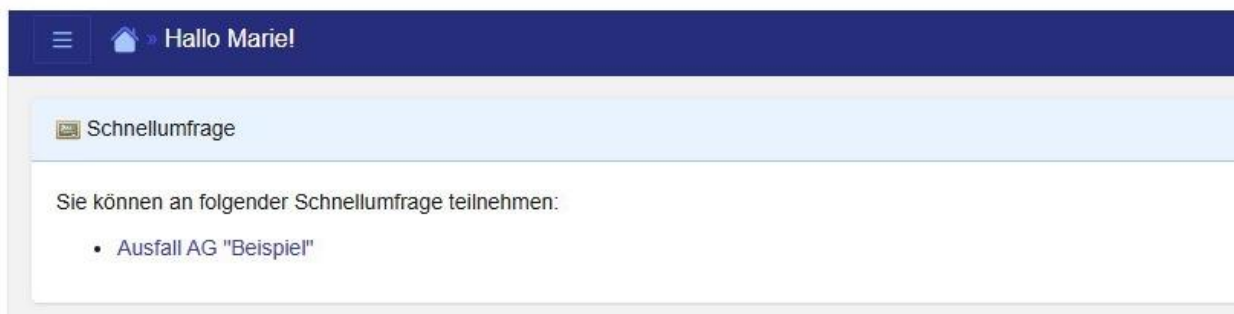 » Hallo Marie!
Schnellumfrage
Sie können an folgender Schnellumfrage teilnehmen:
• Ausfall AG "Beispiel"